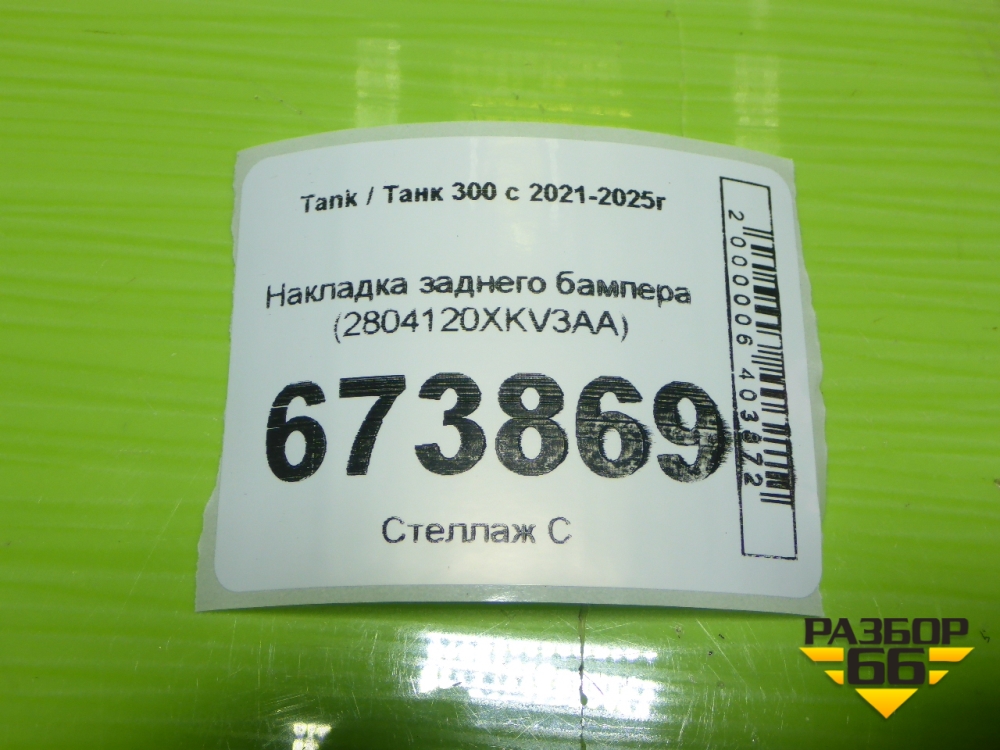 Tank / Танк 300 с 2021-2025г
Накладка заднего бампера
(2804120XKV3AA)
673869
Стеллаж С
2000006403872
РАЗБОР
66